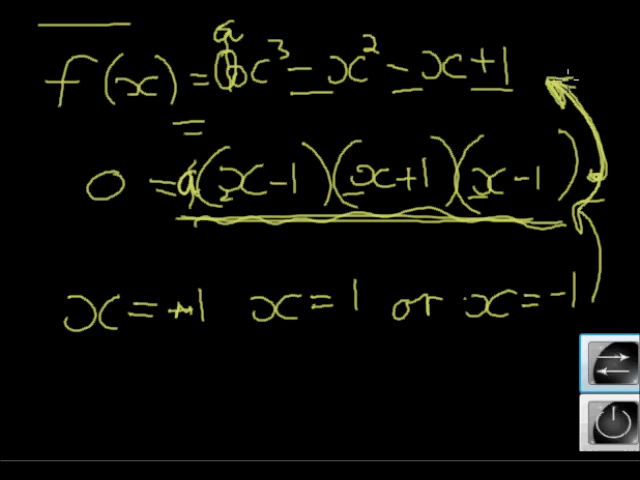 f(x) = ax³ - x² - x + 1
0 = a(x - 1)(x + 1)(x - 1)
x = +1 x = 1 or x = -1